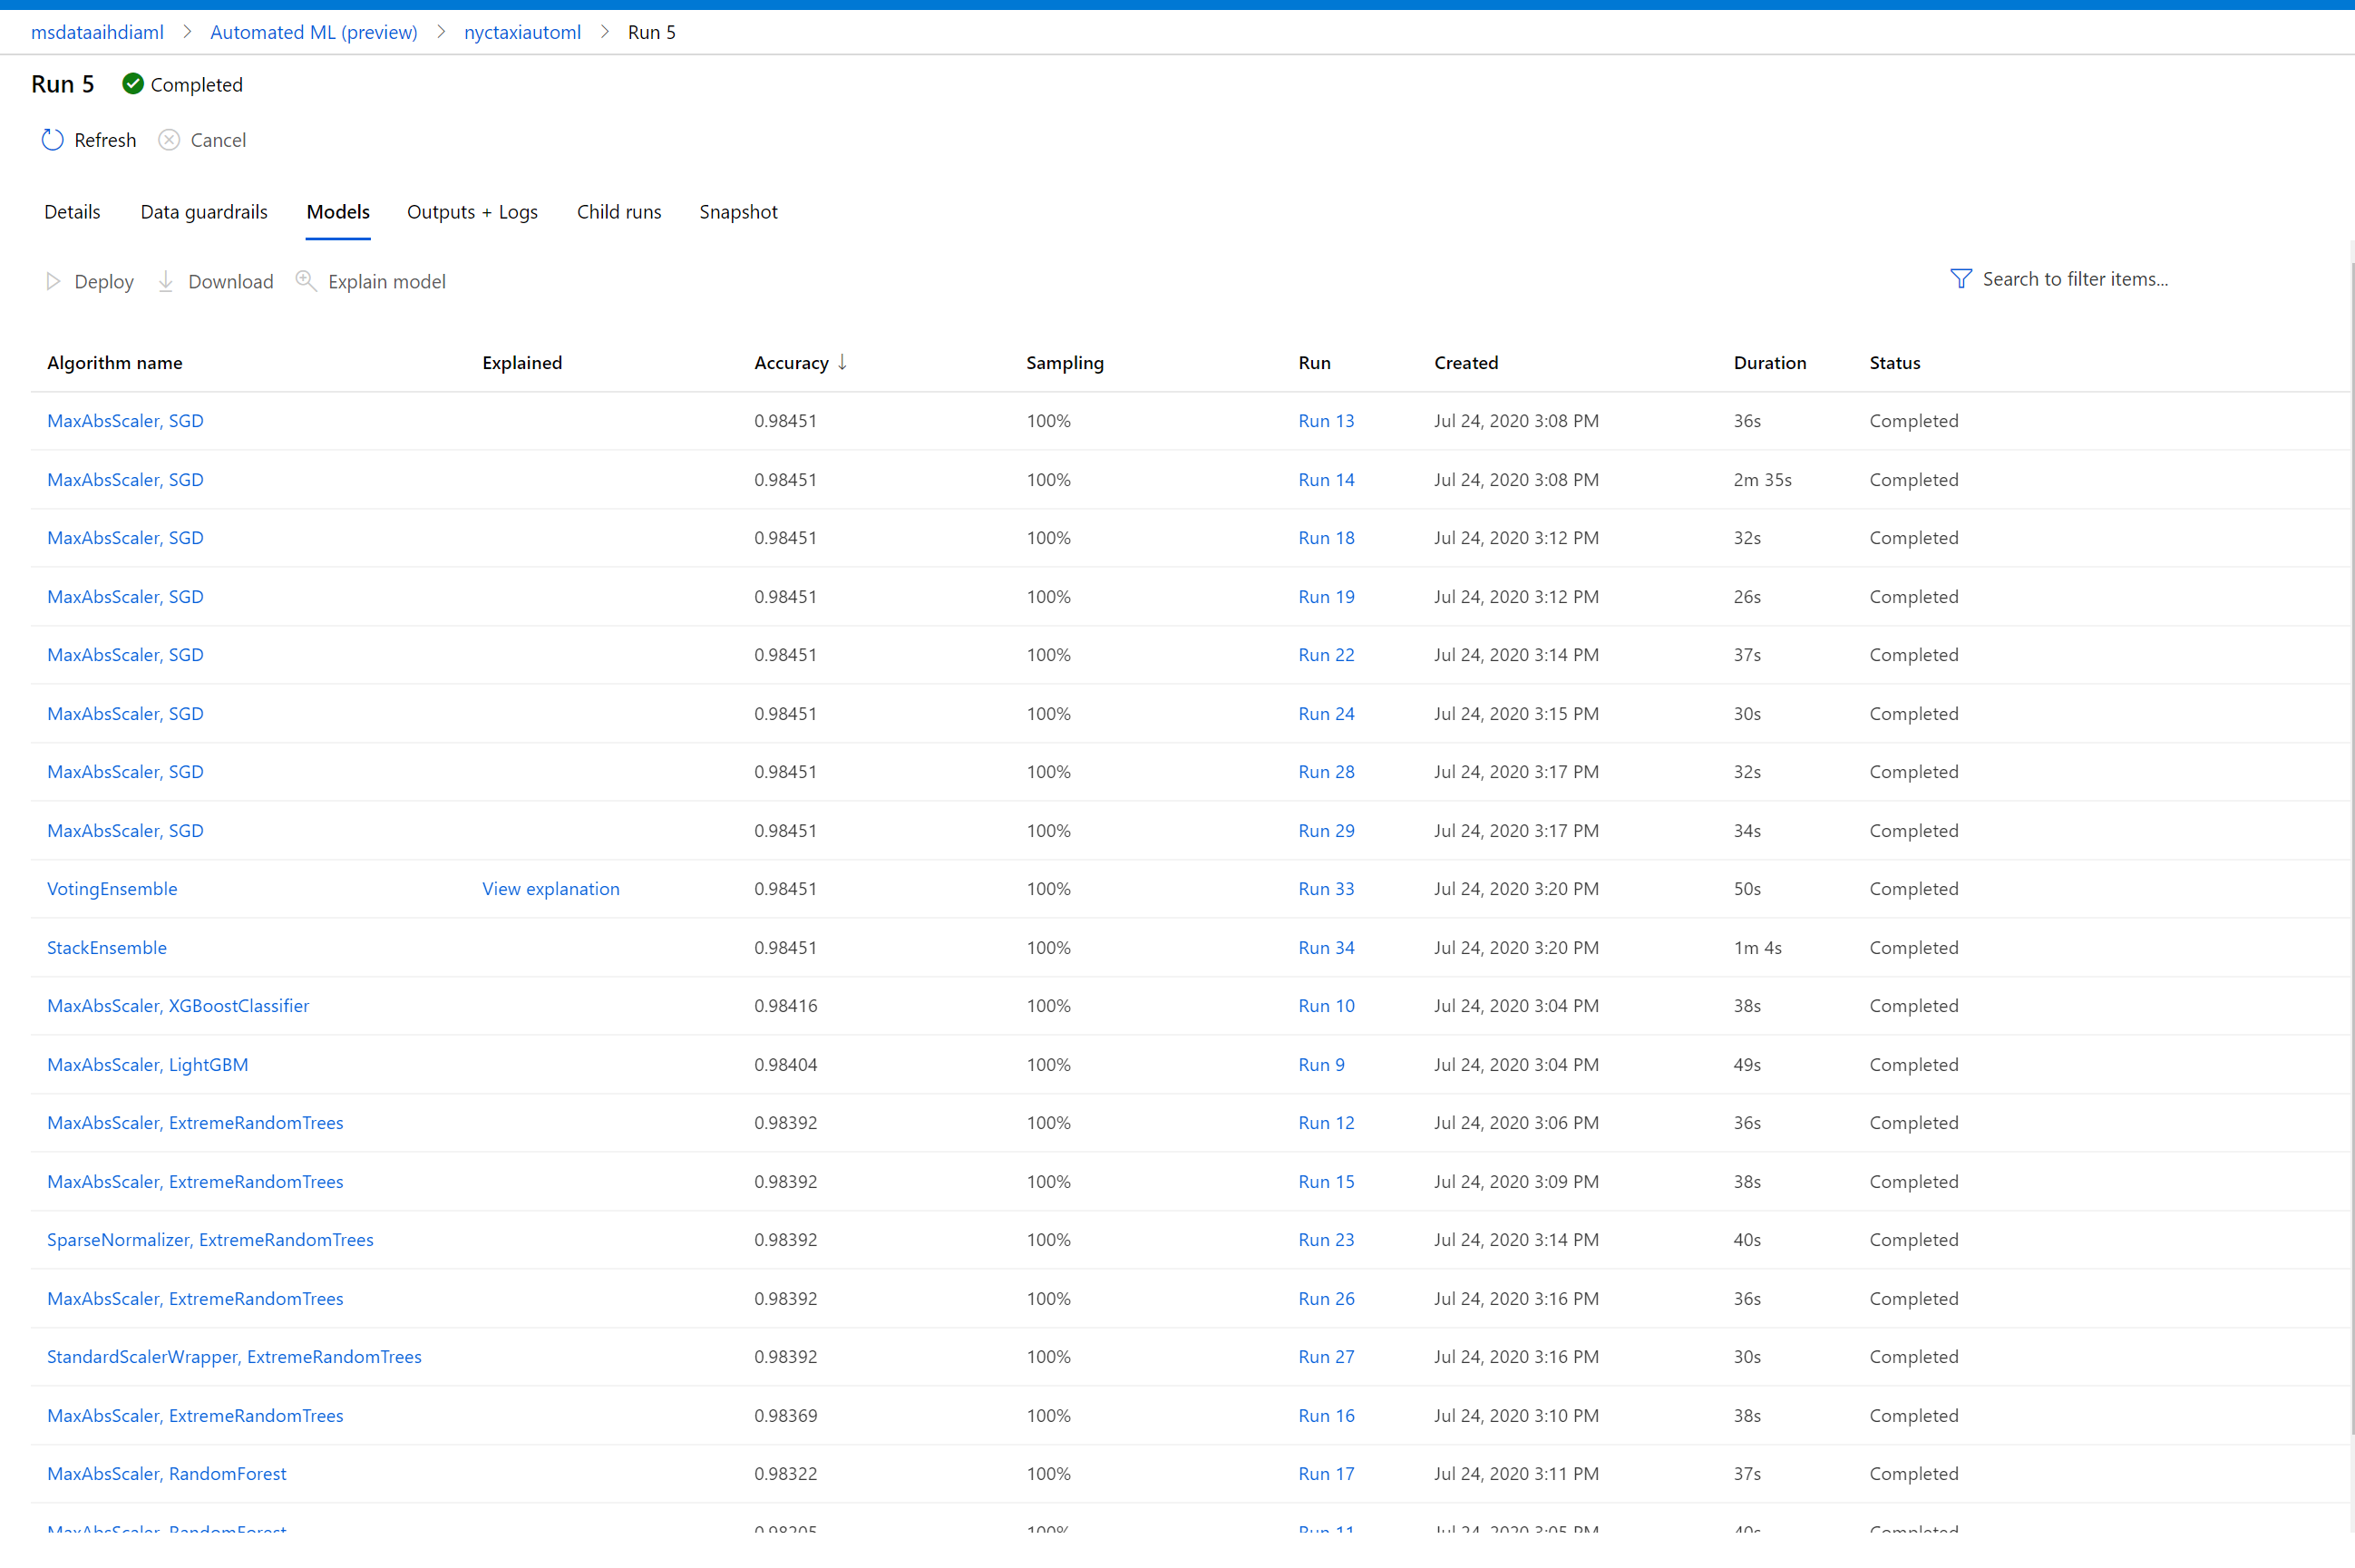 msdataaihdiaml > Automated ML (preview) > nyctaxiautoml > Run 5
Run 5 Completed
Refresh Cancel
Details Data guardrails Models Outputs + Logs Child runs Snapshot
Deploy Download Explain model Search to filter items...
Algorithm name Explained Accuracy ↓ Sampling Run Created Duration Status
MaxAbsScaler, SGD 0.98451 100% Run 13 Jul 24, 2020 3:08 PM 36s Completed
MaxAbsScaler, SGD 0.98451 100% Run 14 Jul 24, 2020 3:08 PM 2m 35s Completed
MaxAbsScaler, SGD 0.98451 100% Run 18 Jul 24, 2020 3:12 PM 32s Completed
MaxAbsScaler, SGD 0.98451 100% Run 19 Jul 24, 2020 3:12 PM 26s Completed
MaxAbsScaler, SGD 0.98451 100% Run 22 Jul 24, 2020 3:14 PM 37s Completed
MaxAbsScaler, SGD 0.98451 100% Run 24 Jul 24, 2020 3:15 PM 30s Completed
MaxAbsScaler, SGD 0.98451 100% Run 28 Jul 24, 2020 3:17 PM 32s Completed
MaxAbsScaler, SGD 0.98451 100% Run 29 Jul 24, 2020 3:17 PM 34s Completed
VotingEnsemble View explanation 0.98451 100% Run 33 Jul 24, 2020 3:20 PM 50s Completed
StackEnsemble 0.98451 100% Run 34 Jul 24, 2020 3:20 PM 1m 4s Completed
MaxAbsScaler, XGBoostClassifier 0.98416 100% Run 10 Jul 24, 2020 3:04 PM 38s Completed
MaxAbsScaler, LightGBM 0.98404 100% Run 9 Jul 24, 2020 3:04 PM 49s Completed
MaxAbsScaler, ExtremeRandomTrees 0.98392 100% Run 12 Jul 24, 2020 3:06 PM 36s Completed
MaxAbsScaler, ExtremeRandomTrees 0.98392 100% Run 15 Jul 24, 2020 3:09 PM 38s Completed
SparseNormalizer, ExtremeRandomTrees 0.98392 100% Run 23 Jul 24, 2020 3:14 PM 40s Completed
MaxAbsScaler, ExtremeRandomTrees 0.98392 100% Run 26 Jul 24, 2020 3:16 PM 36s Completed
StandardScalerWrapper, ExtremeRandomTrees 0.98392 100% Run 27 Jul 24, 2020 3:16 PM 30s Completed
MaxAbsScaler, ExtremeRandomTrees 0.98369 100% Run 16 Jul 24, 2020 3:10 PM 38s Completed
MaxAbsScaler, RandomForest 0.98322 100% Run 17 Jul 24, 2020 3:11 PM 37s Completed
MaxAbsScaler, RandomForest 100% Run 11 Jul 24, 2020 3:05 PM Completed